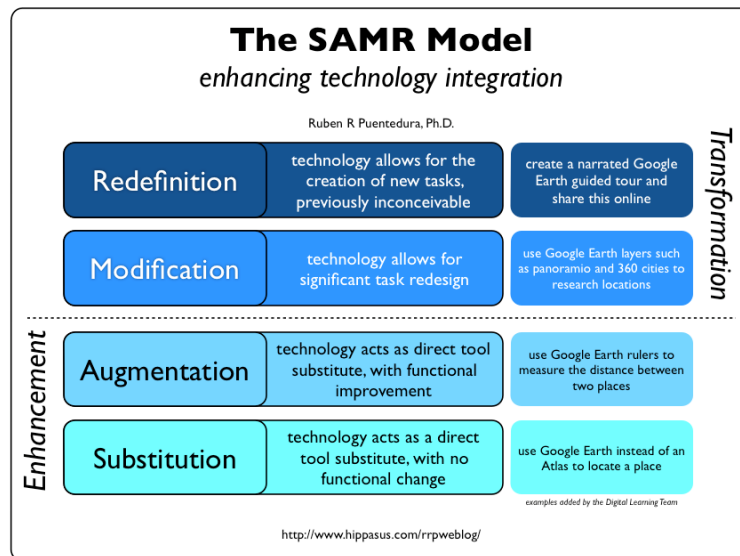 The SAMR Model
enhancing technology integration
Ruben R Puentedura, Ph.D.
Transformation
Redefinition
technology allows for the
creation of new tasks,
previously inconceivable
create a narrated Google
Earth guided tour and
share this online
Modification
technology allows for
significant task redesign
use Google Earth layers such
as panoramio and 360 cities to
research locations
Enhancement
Augmentation
technology acts as direct tool
substitute, with functional
improvement
use Google Earth rulers to
measure the distance between
two places
Substitution
technology acts as a direct
tool substitute, with no
functional change
use Google Earth instead of an
Atlas to locate a place
examples added by the Digital Learning Team
http://www.hippasus.com/rrpweblog/